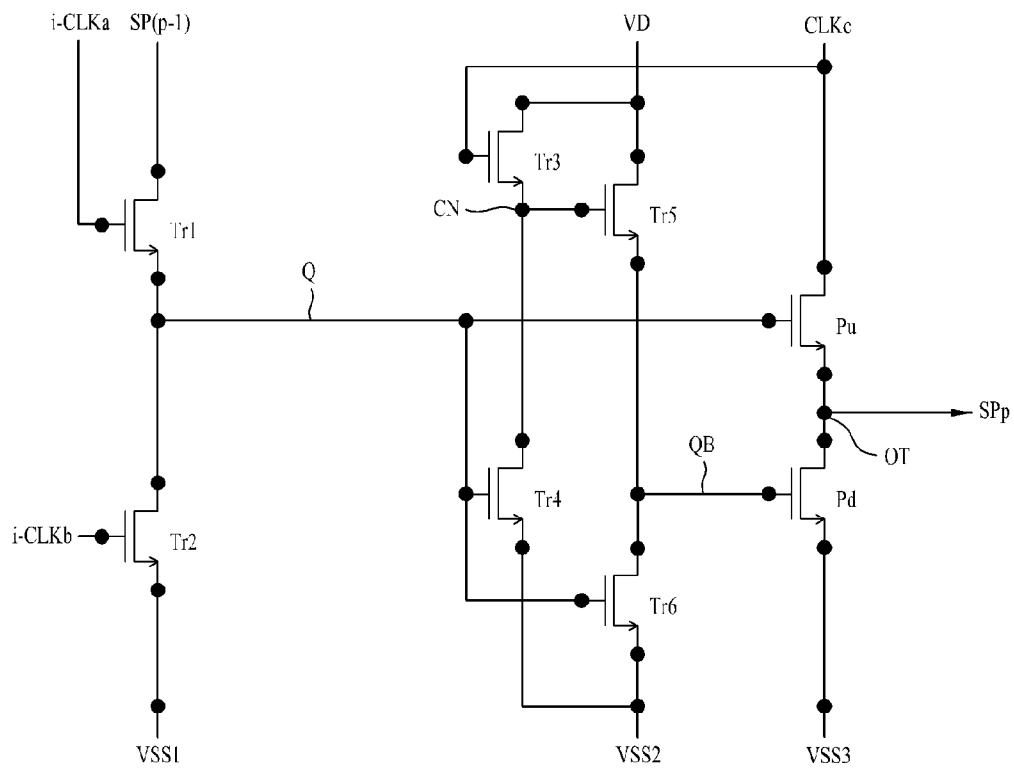 i-CLKa SP(p-1) VD CLKc
Tr3
CN Tr5
Tr1
Q
Pu
SPp
QB OT
Tr4 Pd
i-CLKb Tr2
Tr6
VSS1 VSS2 VSS3